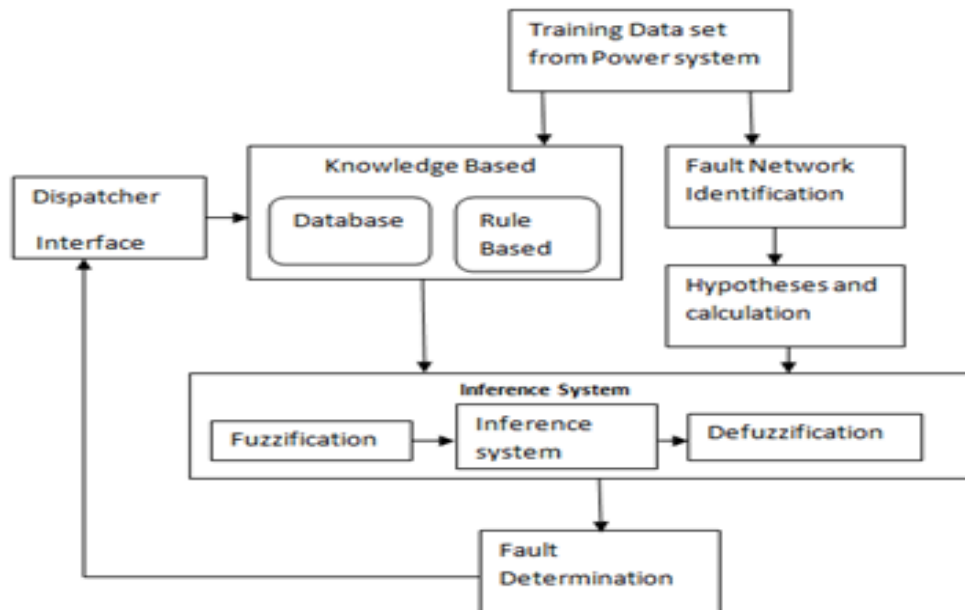 Training Data set
from Power system
Knowledge Based
Database
Rule
Based
Fault Network
Identification
Dispatcher
Interface
Hypotheses and
calculation
Inference System
Fuzzification
Inference
system
Defuzzification
Fault
Determination